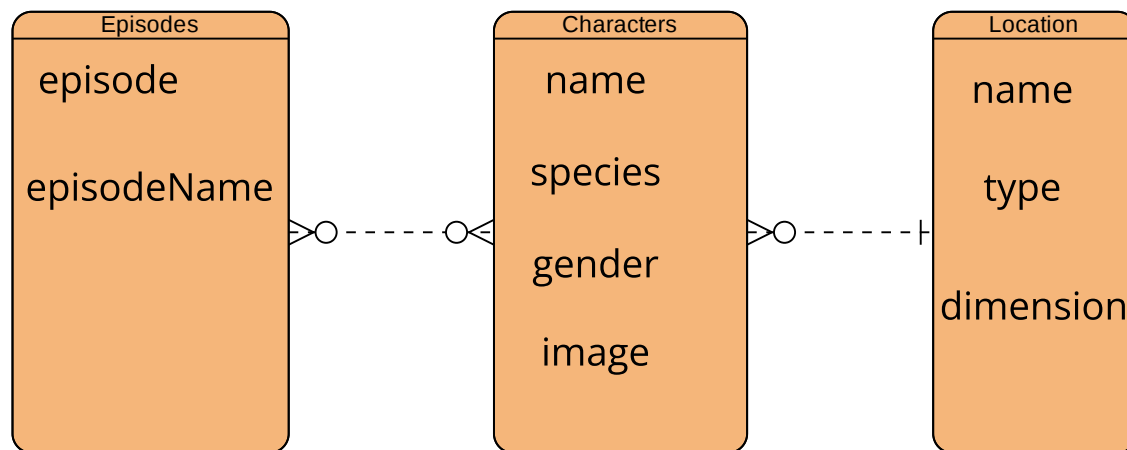 Episodes
episode
episodeName
Characters
name
species
gender
image
Location
name
type
dimension